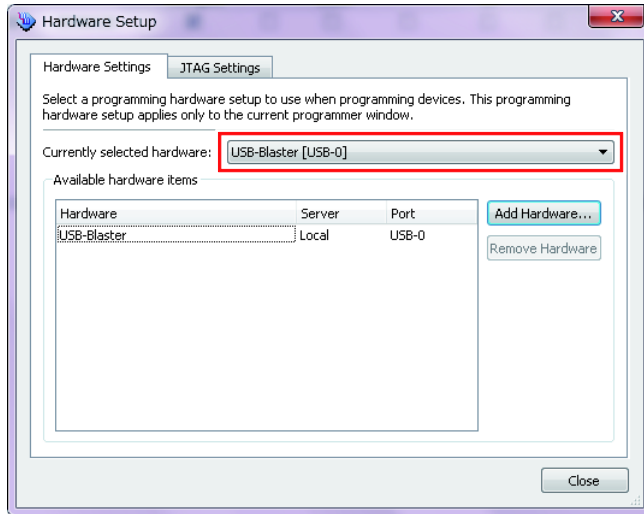 Hardware Setup
Hardware Settings
JTAG Settings
Select a programming hardware setup to use when programming devices. This programming
hardware setup applies only to the current programmer window.
Currently selected hardware:
USB-Blaster [USB-0]
Available hardware items
Hardware
Server
Port
USB-Blaster
Local
USB-0
Add Hardware...
Remove Hardware
Close